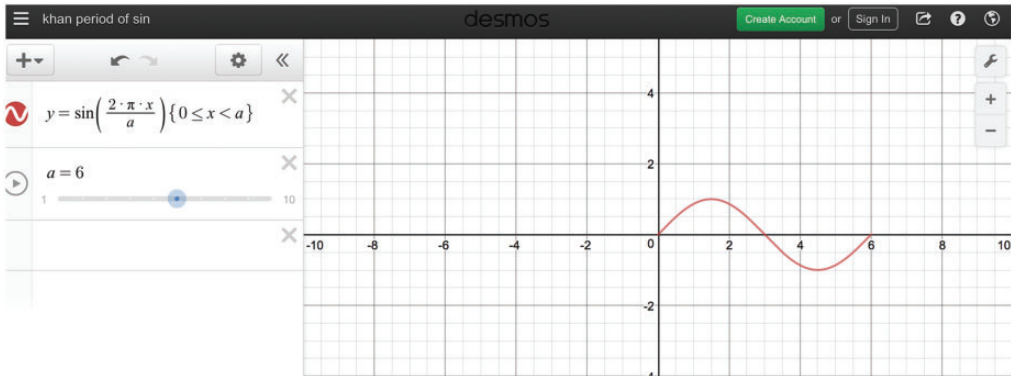 khan period of sin
desmos
Create Account or Sign In
y = sin(2·π·x/a){0≤x<a}
a = 6
1 10
4
2
-10 -8 -6 -4 -2 0 2 4 6 8 10
-2
-4